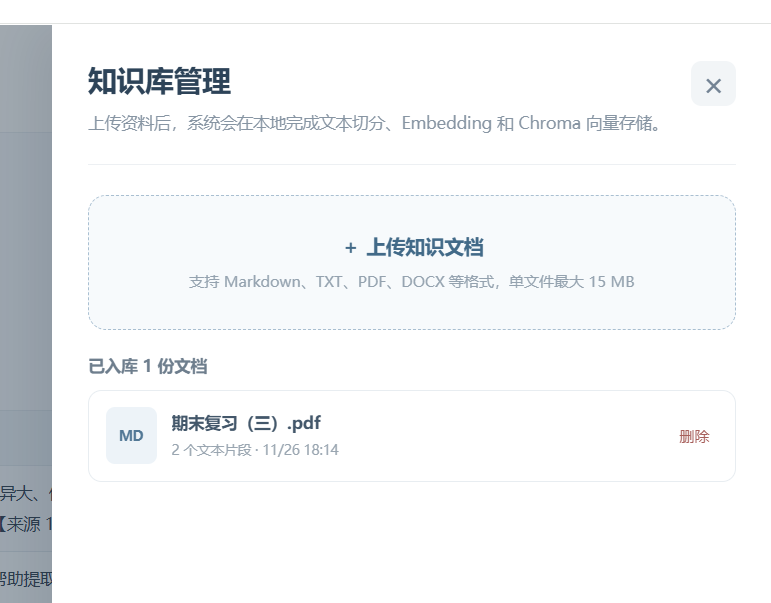 知识库管理
×
上传资料后，系统会在本地完成文本切分、Embedding 和 Chroma 向量存储。
+ 上传知识文档
支持 Markdown、TXT、PDF、DOCX 等格式，单文件最大 15 MB
已入库 1 份文档
MD
期末复习（三）.pdf
2 个文本片段 · 11/26 18:14
删除
异大、
【来源 1
帮助提取